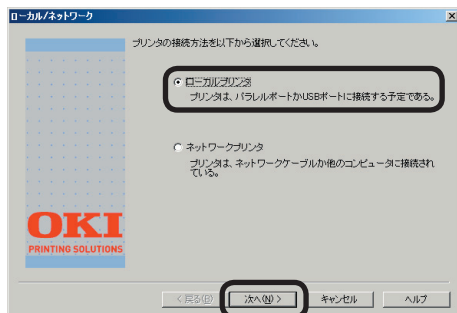 ローカル/ネットワーク
プリンタの接続方法を以下から選択してください。
ローカルプリンタ
プリンタは、パラレルポートかUSBポートに接続する予定である。
ネットワークプリンタ
プリンタは、ネットワークケーブルか他のコンピュータに接続され
ている。
OKI
PRINTING SOLUTIONS
< 戻る(B)
次へ(N) >
キャンセル
ヘルプ